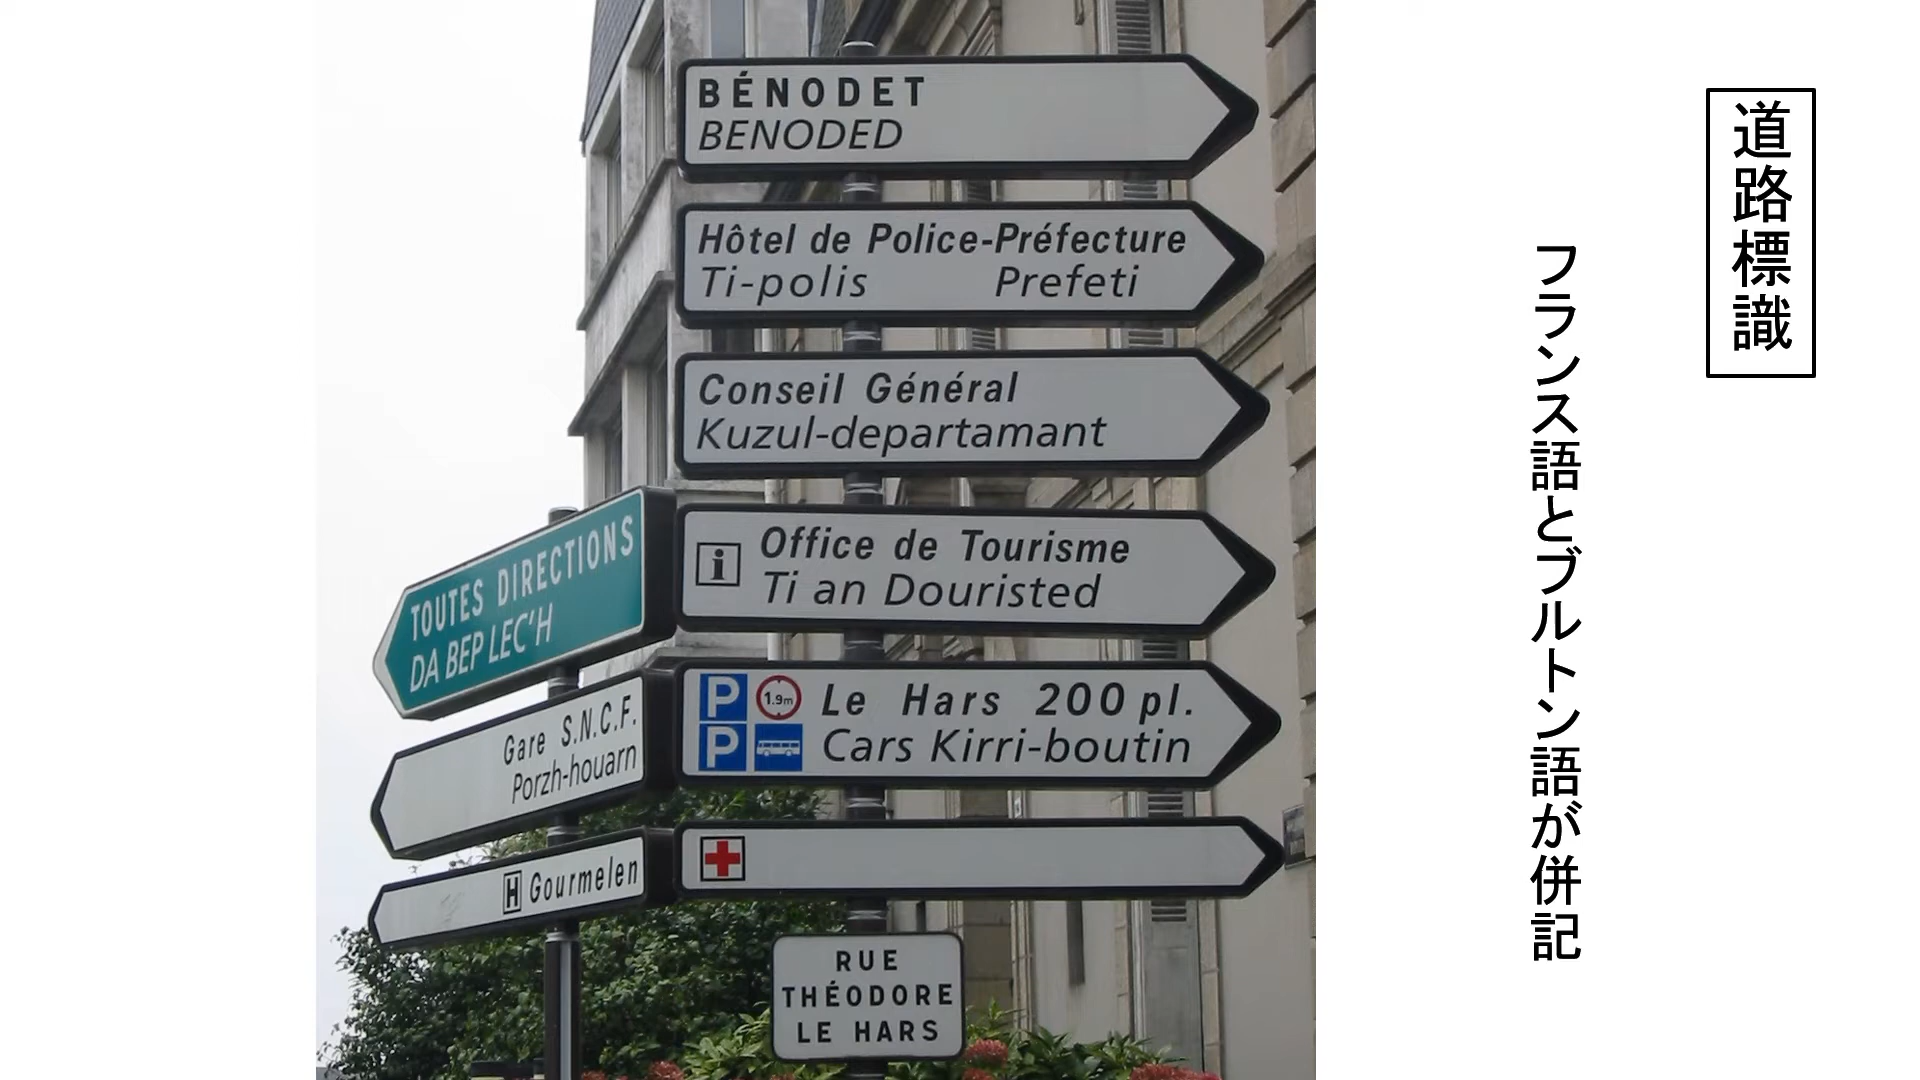 道路標識
フランス語とブルトン語が併記
BÉNODET
BENODED
Hôtel de Police-Préfecture
Ti-polis Prefeti
Conseil Général
Kuzul-departamant
i Office de Tourisme
Ti an Douristed
P 1.9m Le Hars 200 pl.
P Cars Kirri-boutin
TOUTES DIRECTIONS
DA BEP LEC'H
Gare S.N.C.F.
Porzh-houarn
H Gourmelen
RUE
THÉODORE
LE HARS